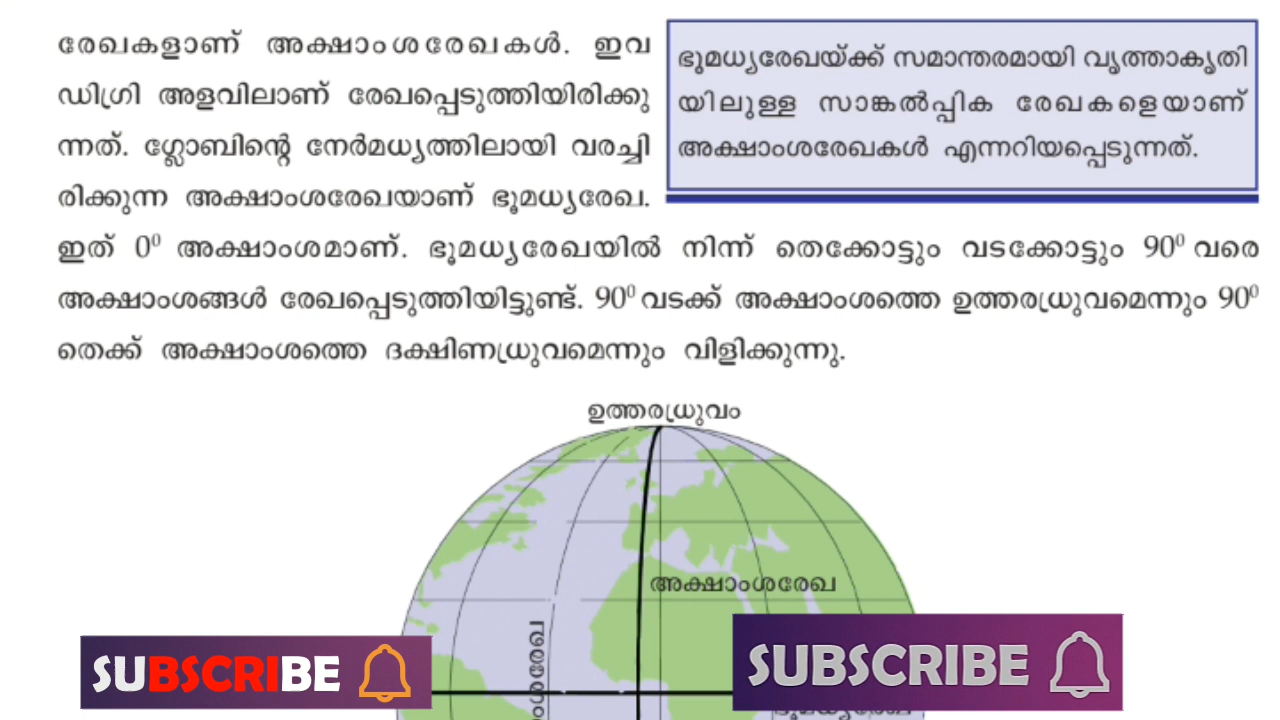 രേഖകളാണ് അക്ഷാംശരേഖകൾ. ഇവ
ഡിഗ്രി അളവിലാണ് രേഖപ്പെടുത്തിയിരിക്കു
ന്നത്. ഗ്ലോബിന്റെ നേർമധ്യത്തിലായി വരച്ചി
രിക്കുന്ന അക്ഷാംശരേഖയാണ് ഭൂമധ്യരേഖ.
ഭൂമധ്യരേഖയ്ക്ക് സമാന്തരമായി വൃത്താകൃതി
യിലുള്ള സാങ്കൽപ്പിക രേഖകളെയാണ്
അക്ഷാംശരേഖകൾ എന്നറിയപ്പെടുന്നത്.
ഇത് 0⁰ അക്ഷാംശമാണ്. ഭൂമധ്യരേഖയിൽ നിന്ന് തെക്കോട്ടും വടക്കോട്ടും 90⁰ വരെ
അക്ഷാംശങ്ങൾ രേഖപ്പെടുത്തിയിട്ടുണ്ട്. 90⁰ വടക്ക് അക്ഷാംശത്തെ ഉത്തരധ്രുവമെന്നും 90⁰
തെക്ക് അക്ഷാംശത്തെ ദക്ഷിണധ്രുവമെന്നും വിളിക്കുന്നു.
ഉത്തരധ്രുവം
അക്ഷാംശരേഖ
SUBSCRIBE
SUBSCRIBE